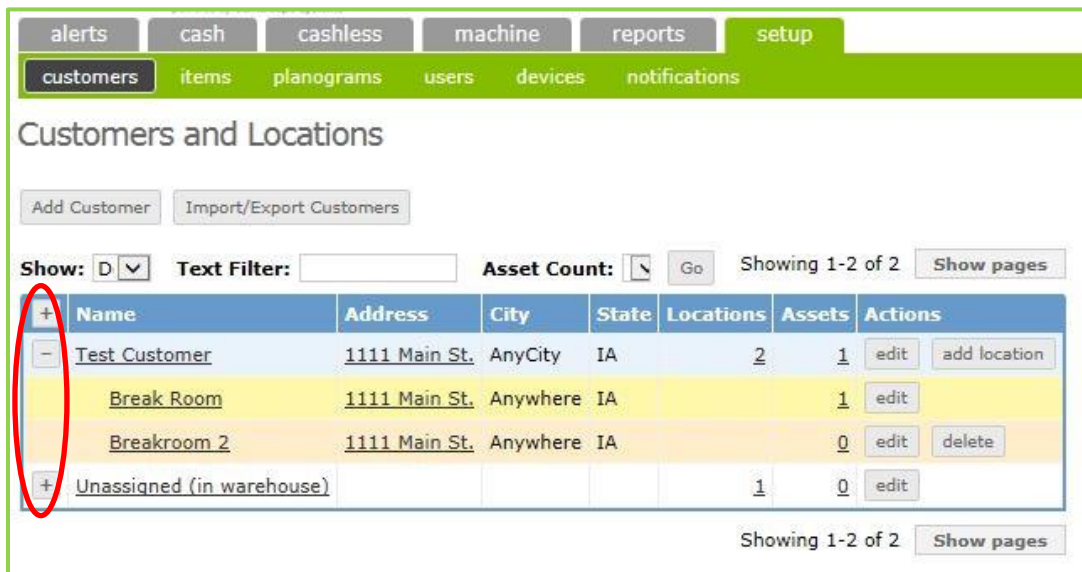 alerts cash cashless machine reports setup
customers items planograms users devices notifications
Customers and Locations
Add Customer Import/Export Customers
Show: D Text Filter: Asset Count: Go Showing 1-2 of 2 Show pages
+ Name Address City State Locations Assets Actions
- Test Customer 1111 Main St. AnyCity IA 2 1 edit add location
Break Room 1111 Main St. Anywhere IA 1 edit
Breakroom 2 1111 Main St. Anywhere IA 0 edit delete
+ Unassigned (in warehouse) 1 0 edit
Showing 1-2 of 2 Show pages